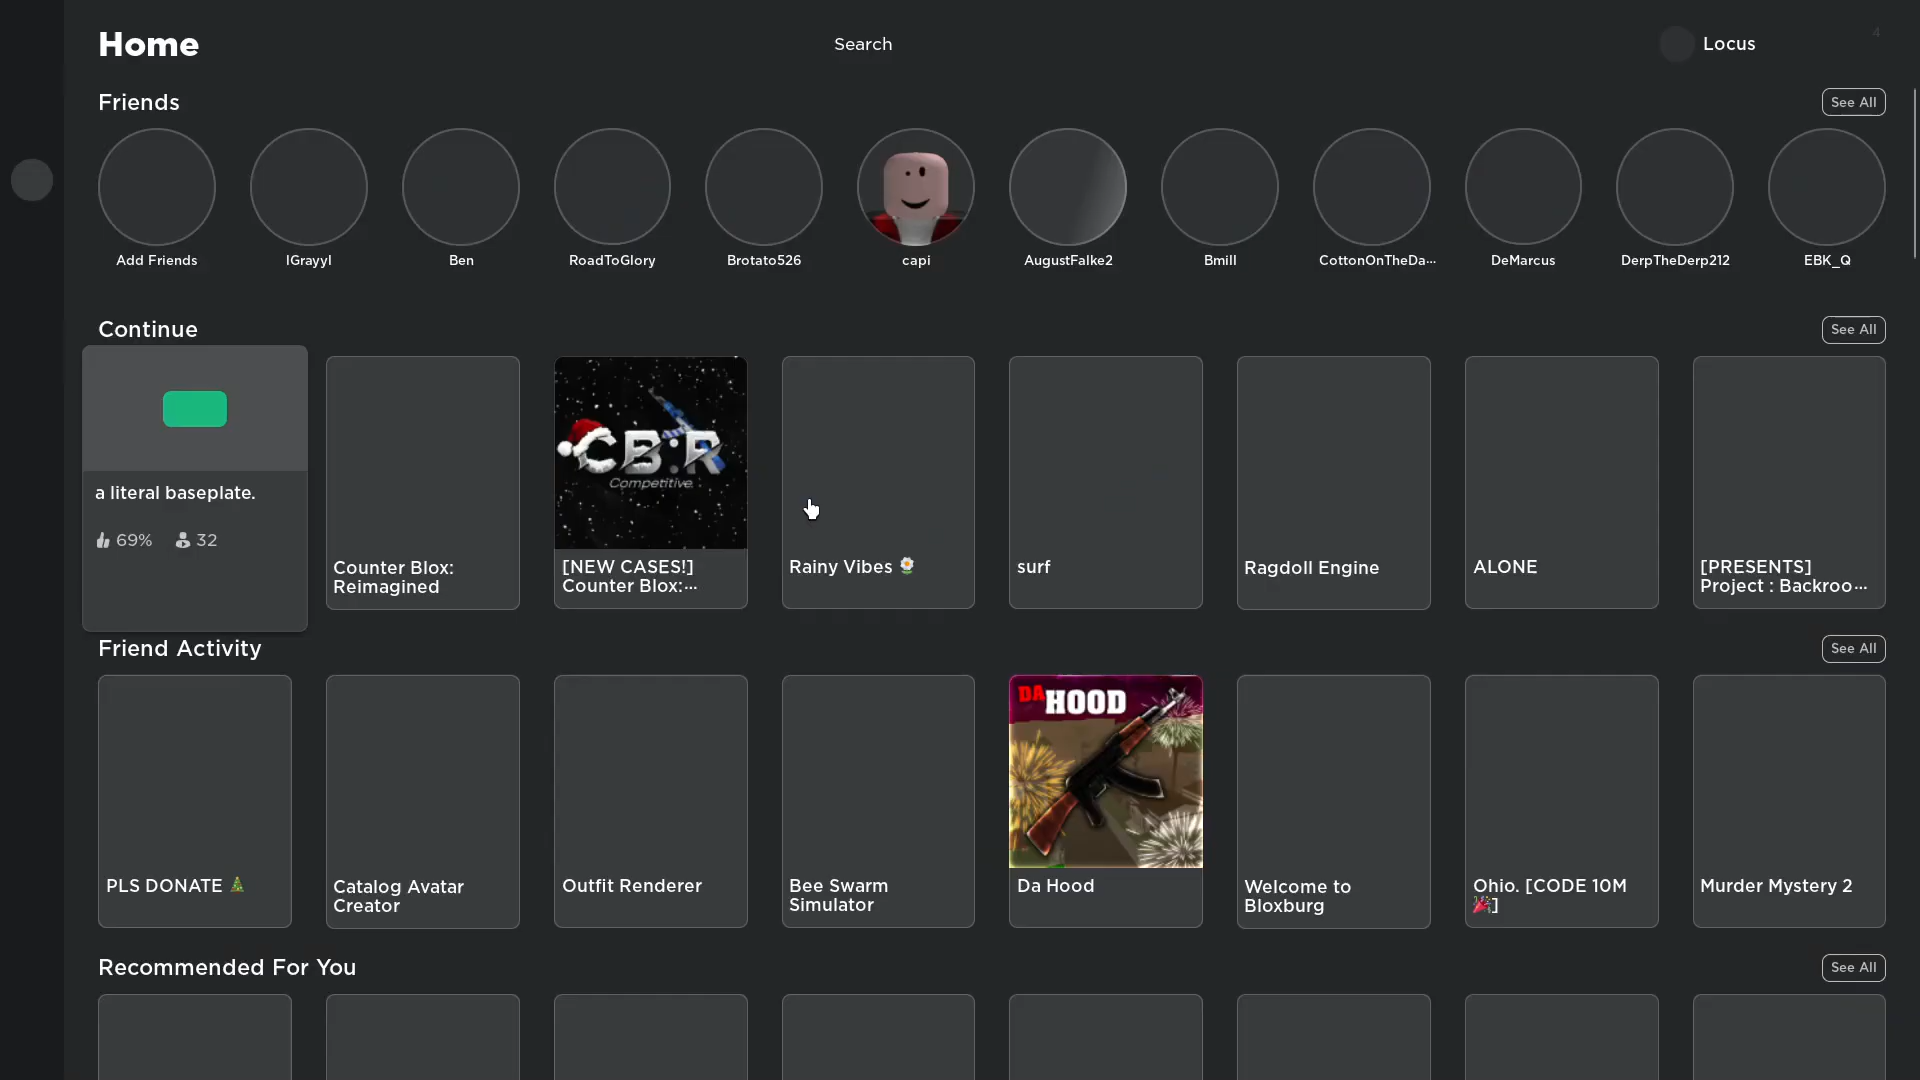 Home
Search
Locus
4
Friends
See All
Add Friends
IGrayyI
Ben
RoadToGlory
Brotato526
capi
AugustFalke2
Bmill
CottonOnTheDa...
DeMarcus
DerpTheDerp212
EBK_Q
Continue
See All
a literal baseplate.
69%
32
Counter Blox:
Reimagined
CB:R
Competitive
[NEW CASES!]
Counter Blox:...
Rainy Vibes 🌼
surf
Ragdoll Engine
ALONE
[PRESENTS]
Project : Backroo...
Friend Activity
See All
PLS DONATE 🎄
Catalog Avatar
Creator
Outfit Renderer
Bee Swarm
Simulator
DA HOOD
Da Hood
Welcome to
Bloxburg
Ohio. [CODE 10M
🎉]
Murder Mystery 2
Recommended For You
See All